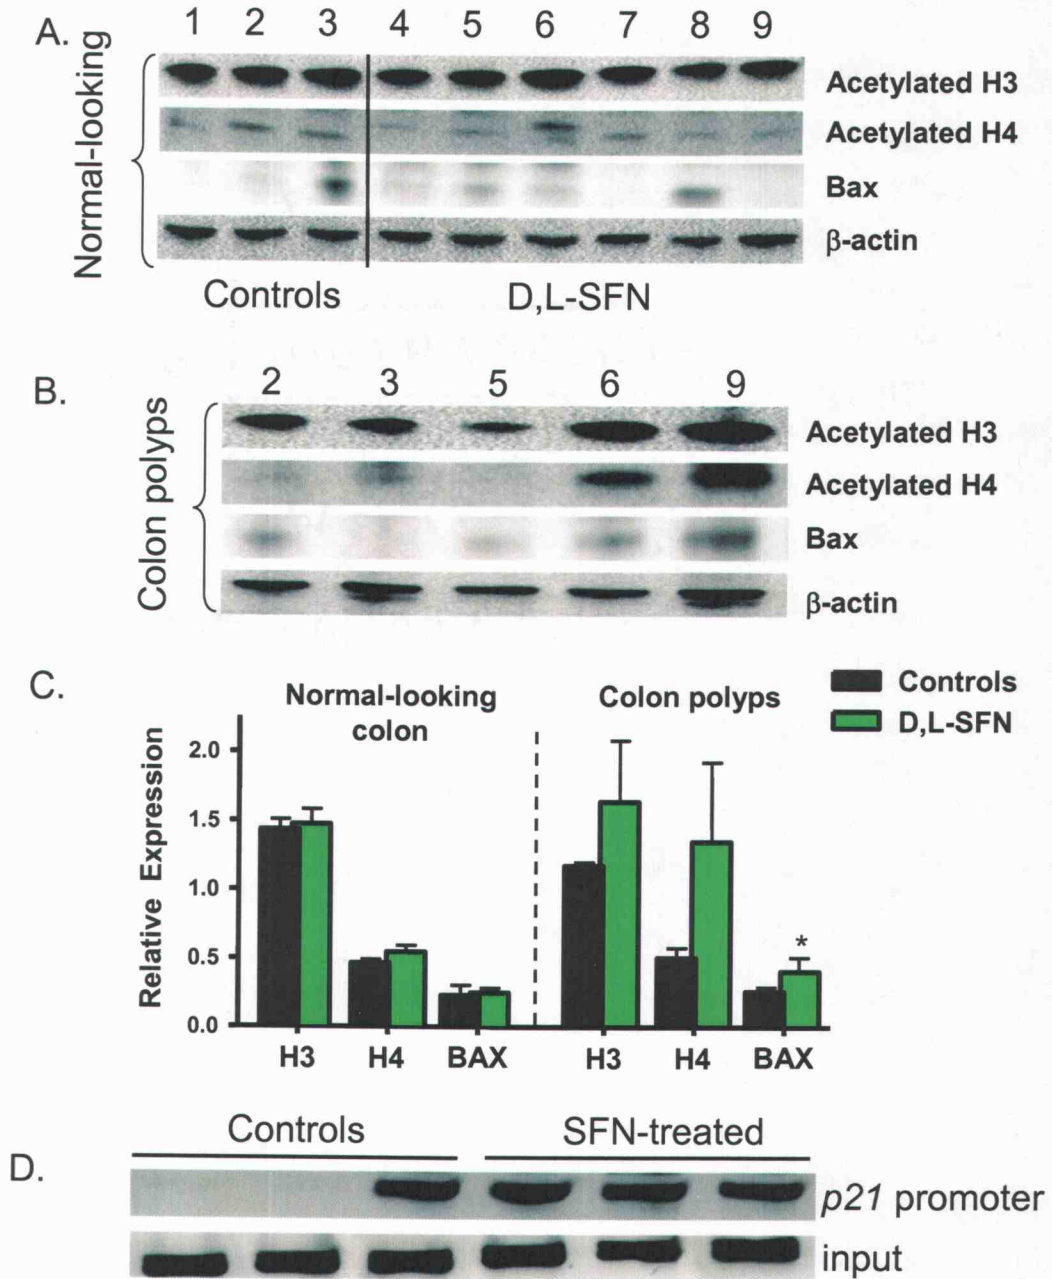 A.
Normal-looking
1 2 3 4 5 6 7 8 9
Acetylated H3
Acetylated H4
Bax
β-actin
Controls
D,L-SFN
B.
Colon polyps
2 3 5 6 9
Acetylated H3
Acetylated H4
Bax
β-actin
C.
Normal-looking
colon
Colon polyps
Controls
D,L-SFN
Relative Expression
2.0
1.5
1.0
0.5
0.0
*
H3 H4 BAX H3 H4 BAX
D.
Controls
SFN-treated
p21 promoter
input